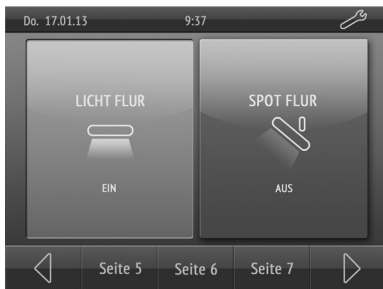 Do. 17.01.13 9:37
LICHT FLUR SPOT FLUR
EIN AUS
Seite 5 Seite 6 Seite 7